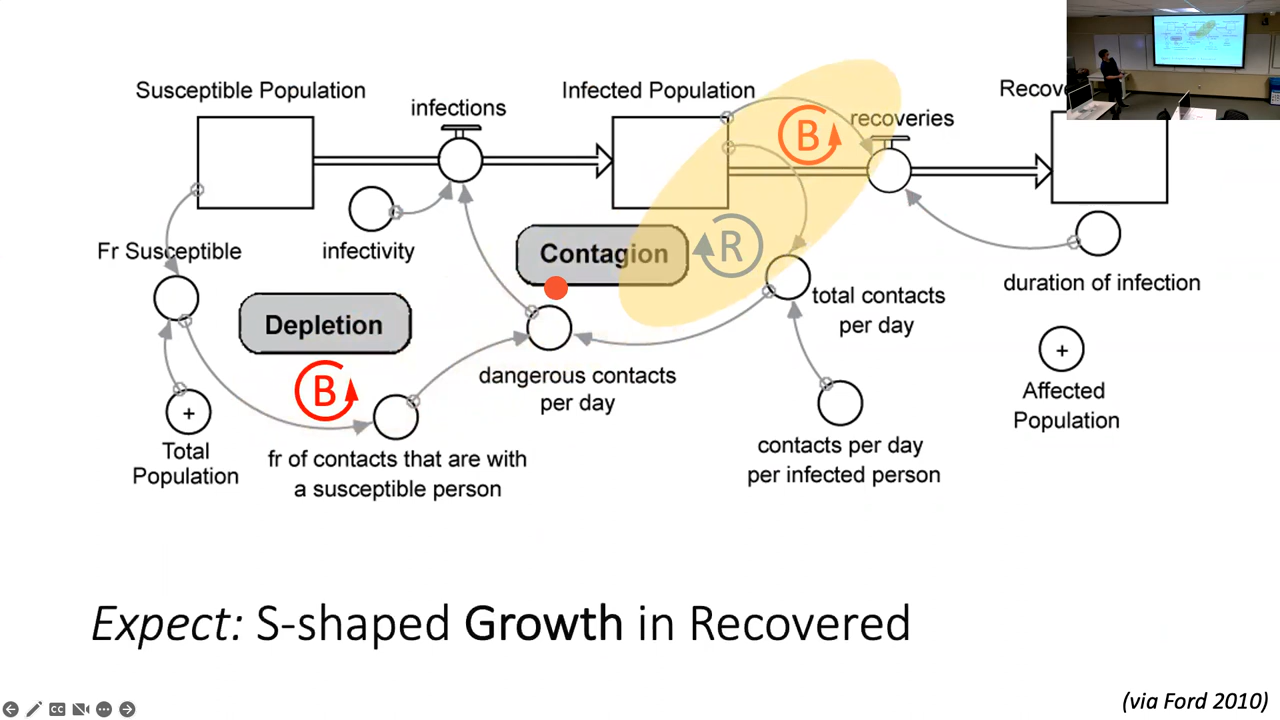 Susceptible Population
infections
Infected Population
recoveries
B
infectivity
Fr Susceptible
Contagion
R
Depletion
total contacts
per day
duration of infection
B
dangerous contacts
per day
+
Affected
Population
+
Total
Population
fr of contacts that are with
a susceptible person
contacts per day
per infected person
Expect: S-shaped Growth in Recovered
(via Ford 2010)
CC